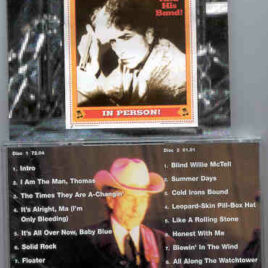 His Band!
IN PERSON!
Disc 1 72.04
1. Intro
2. I Am The Man, Thomas
3. The Times They Are A-Changin'
4. It's Alright, Ma (I'm
Only Bleeding)
5. It's All Over Now, Baby Blue
6. Solid Rock
7. Floater
Disc 2 61.31
1. Blind Willie McTell
2. Summer Days
3. Cold Irons Bound
4. Leopard-Skin Pill-Box Hat
5. Like A Rolling Stone
6. Honest With Me
7. Blowin' In The Wind
8. All Along The Watchtower